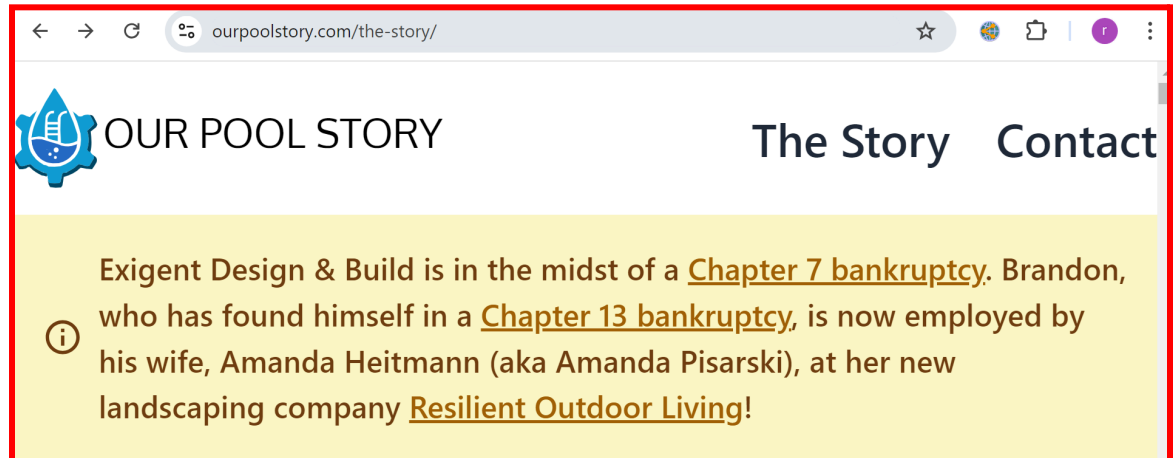 ourpoolstory.com/the-story/
r
OUR POOL STORY
The Story Contact
Exigent Design & Build is in the midst of a Chapter 7 bankruptcy. Brandon,
who has found himself in a Chapter 13 bankruptcy, is now employed by
his wife, Amanda Heitmann (aka Amanda Pisarski), at her new
landscaping company Resilient Outdoor Living!